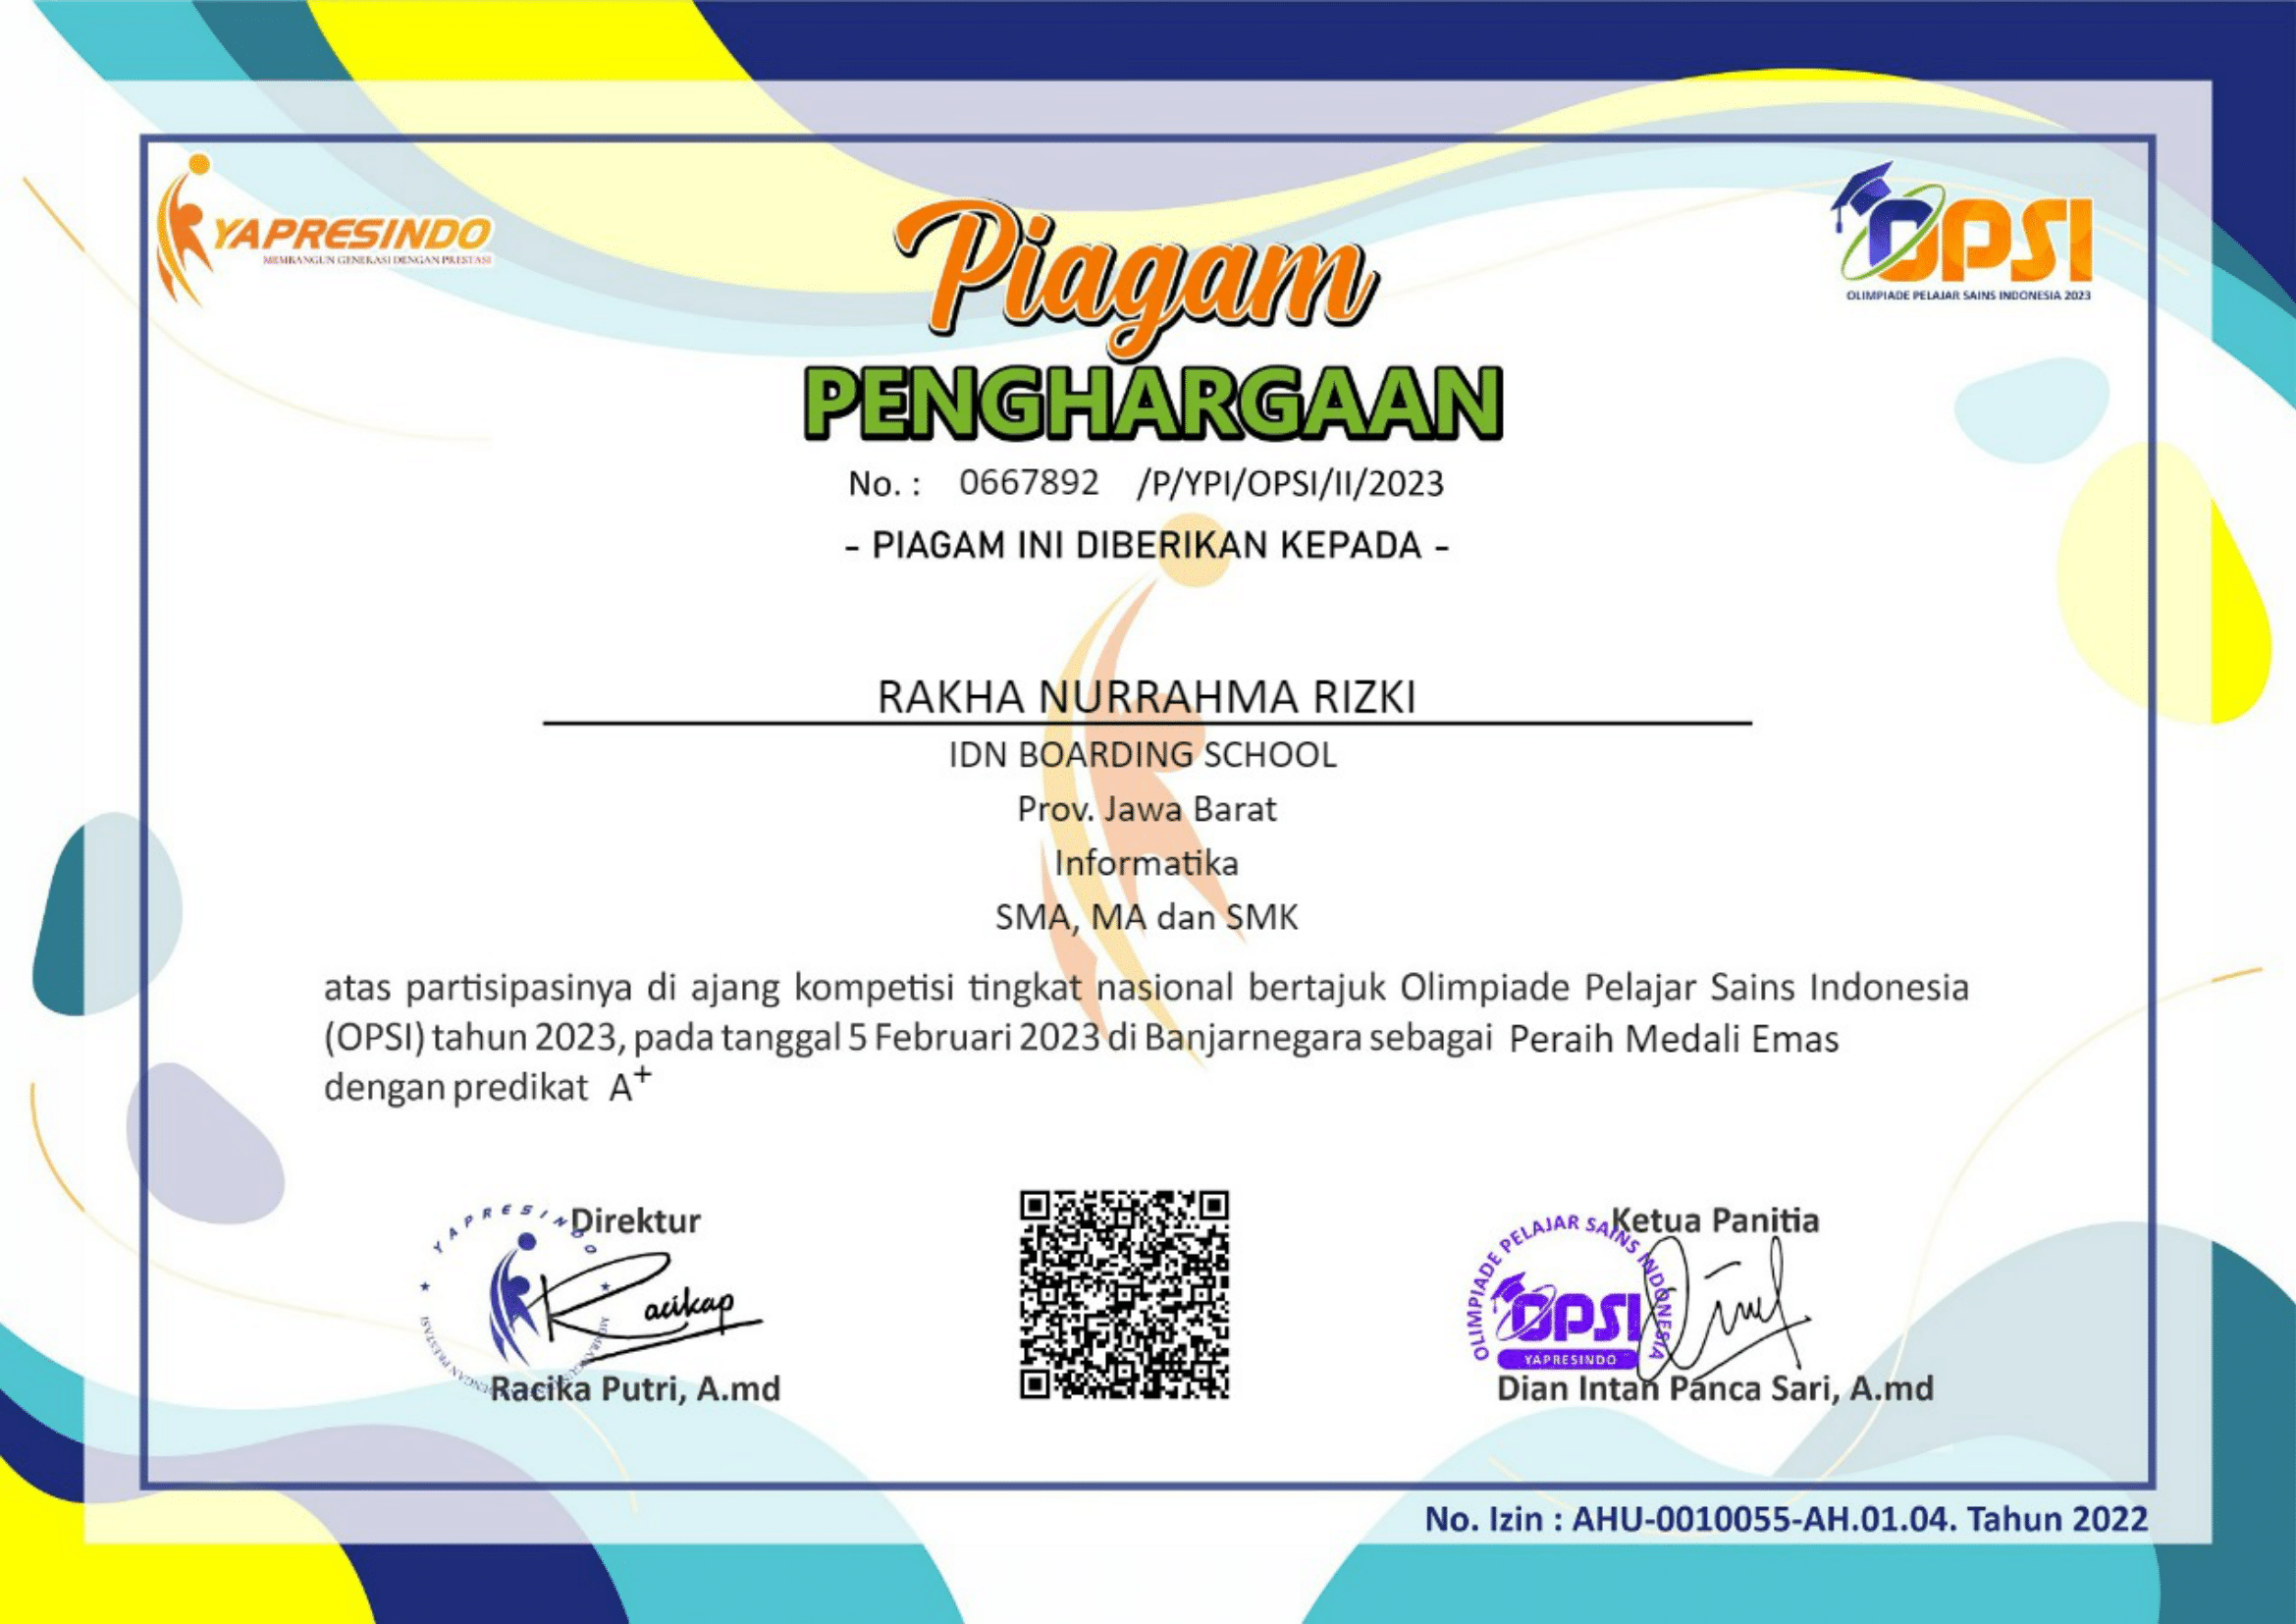 YAPRESINDO
MEMBANGUN GENERASI DENGAN PRESTASI
OPSI
OLIMPIADE PELAJAR SAINS INDONESIA 2023
Piagam
PENGHARGAAN
No. : 0667892 /P/YPI/OPSI/II/2023
- PIAGAM INI DIBERIKAN KEPADA -
RAKHA NURRAHMA RIZKI
IDN BOARDING SCHOOL
Prov. Jawa Barat
Informatika
SMA, MA dan SMK
atas partisipasinya di ajang kompetisi tingkat nasional bertajuk Olimpiade Pelajar Sains Indonesia
(OPSI) tahun 2023, pada tanggal 5 Februari 2023 di Banjarnegara sebagai Peraih Medali Emas
dengan predikat A⁺
Direktur
YAPRESINDO
MEMBANGUN GENERASI DENGAN PRESTASI
Racikap
Racika Putri, A.md
Ketua Panitia
OLIMPIADE PELAJAR SAINS INDONESIA
OPSI
YAPRESINDO
Dian Intan Panca Sari, A.md
No. Izin : AHU-0010055-AH.01.04. Tahun 2022